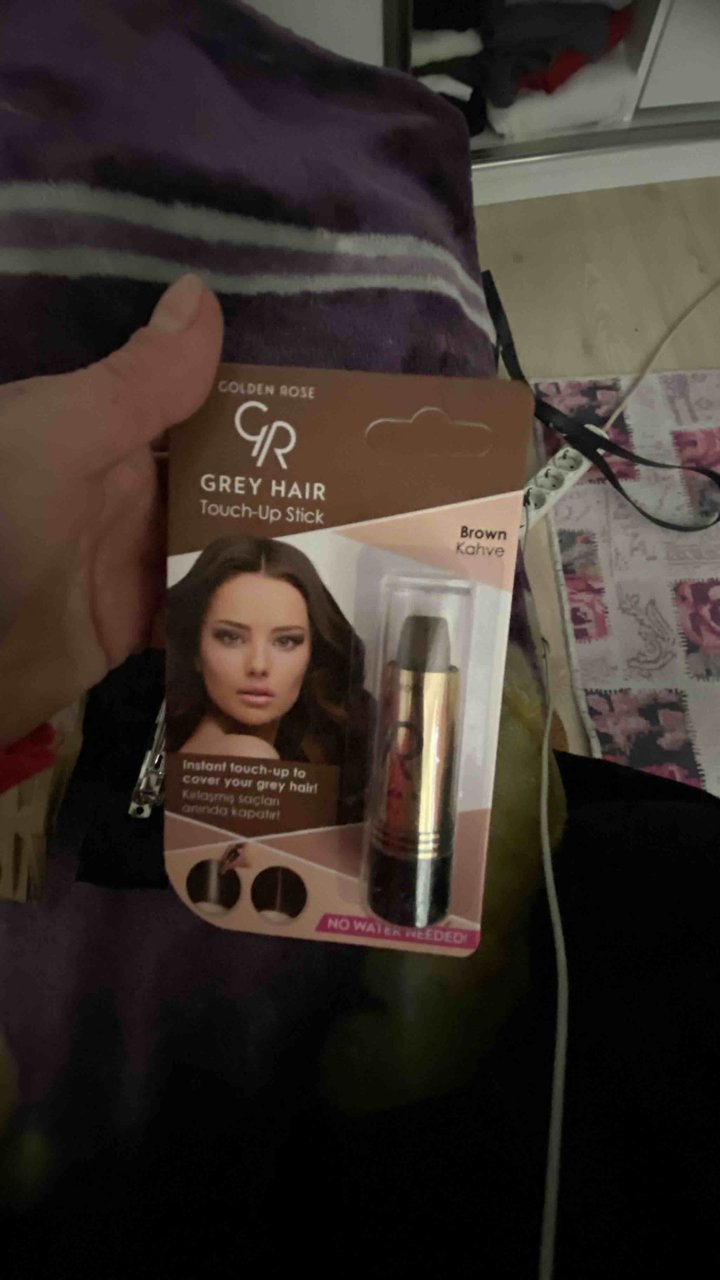 GOLDEN ROSE
GR
GREY HAIR
Touch-Up Stick
Brown
Kahve
Instant touch-up to
cover your grey hair!
Kırlaşmış saçları
anında kapatır!
NO WATER NEEDED!